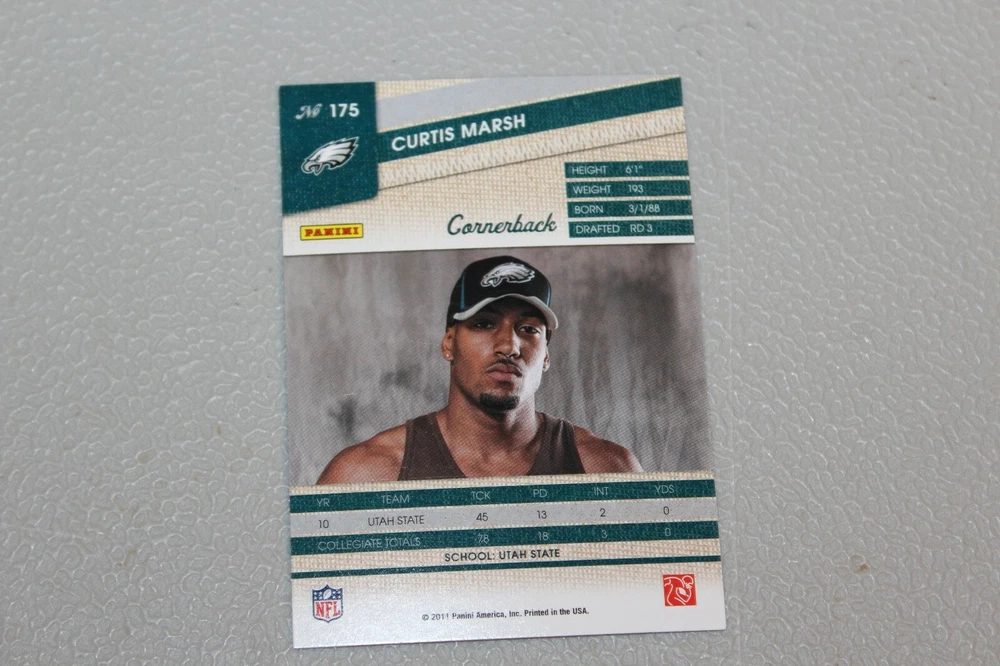 No 175
CURTIS MARSH
HEIGHT 6'1"
WEIGHT 193
BORN 3/1/88
DRAFTED RD 3
PANINI
Cornerback
YR TEAM TCK PD INT YDS
10 UTAH STATE 45 13 2 0
COLLEGIATE TOTALS 78 18 3 0
SCHOOL: UTAH STATE
NFL
© 2011 Panini America, Inc. Printed in the USA.